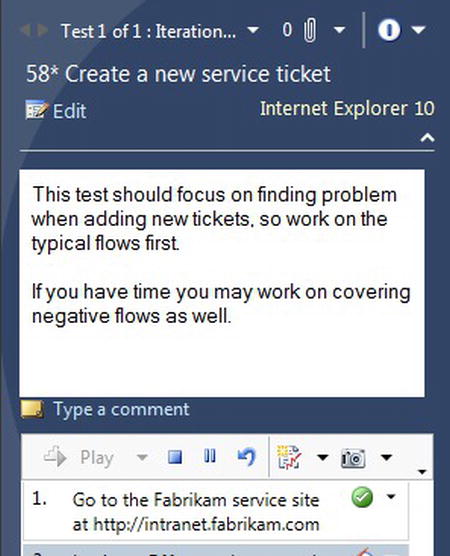 Test 1 of 1 : Iteration... 0
58* Create a new service ticket
Edit Internet Explorer 10
This test should focus on finding problem
when adding new tickets, so work on the
typical flows first.
If you have time you may work on covering
negative flows as well.
Type a comment
Play
1. Go to the Fabrikam service site
at http://intranet.fabrikam.com